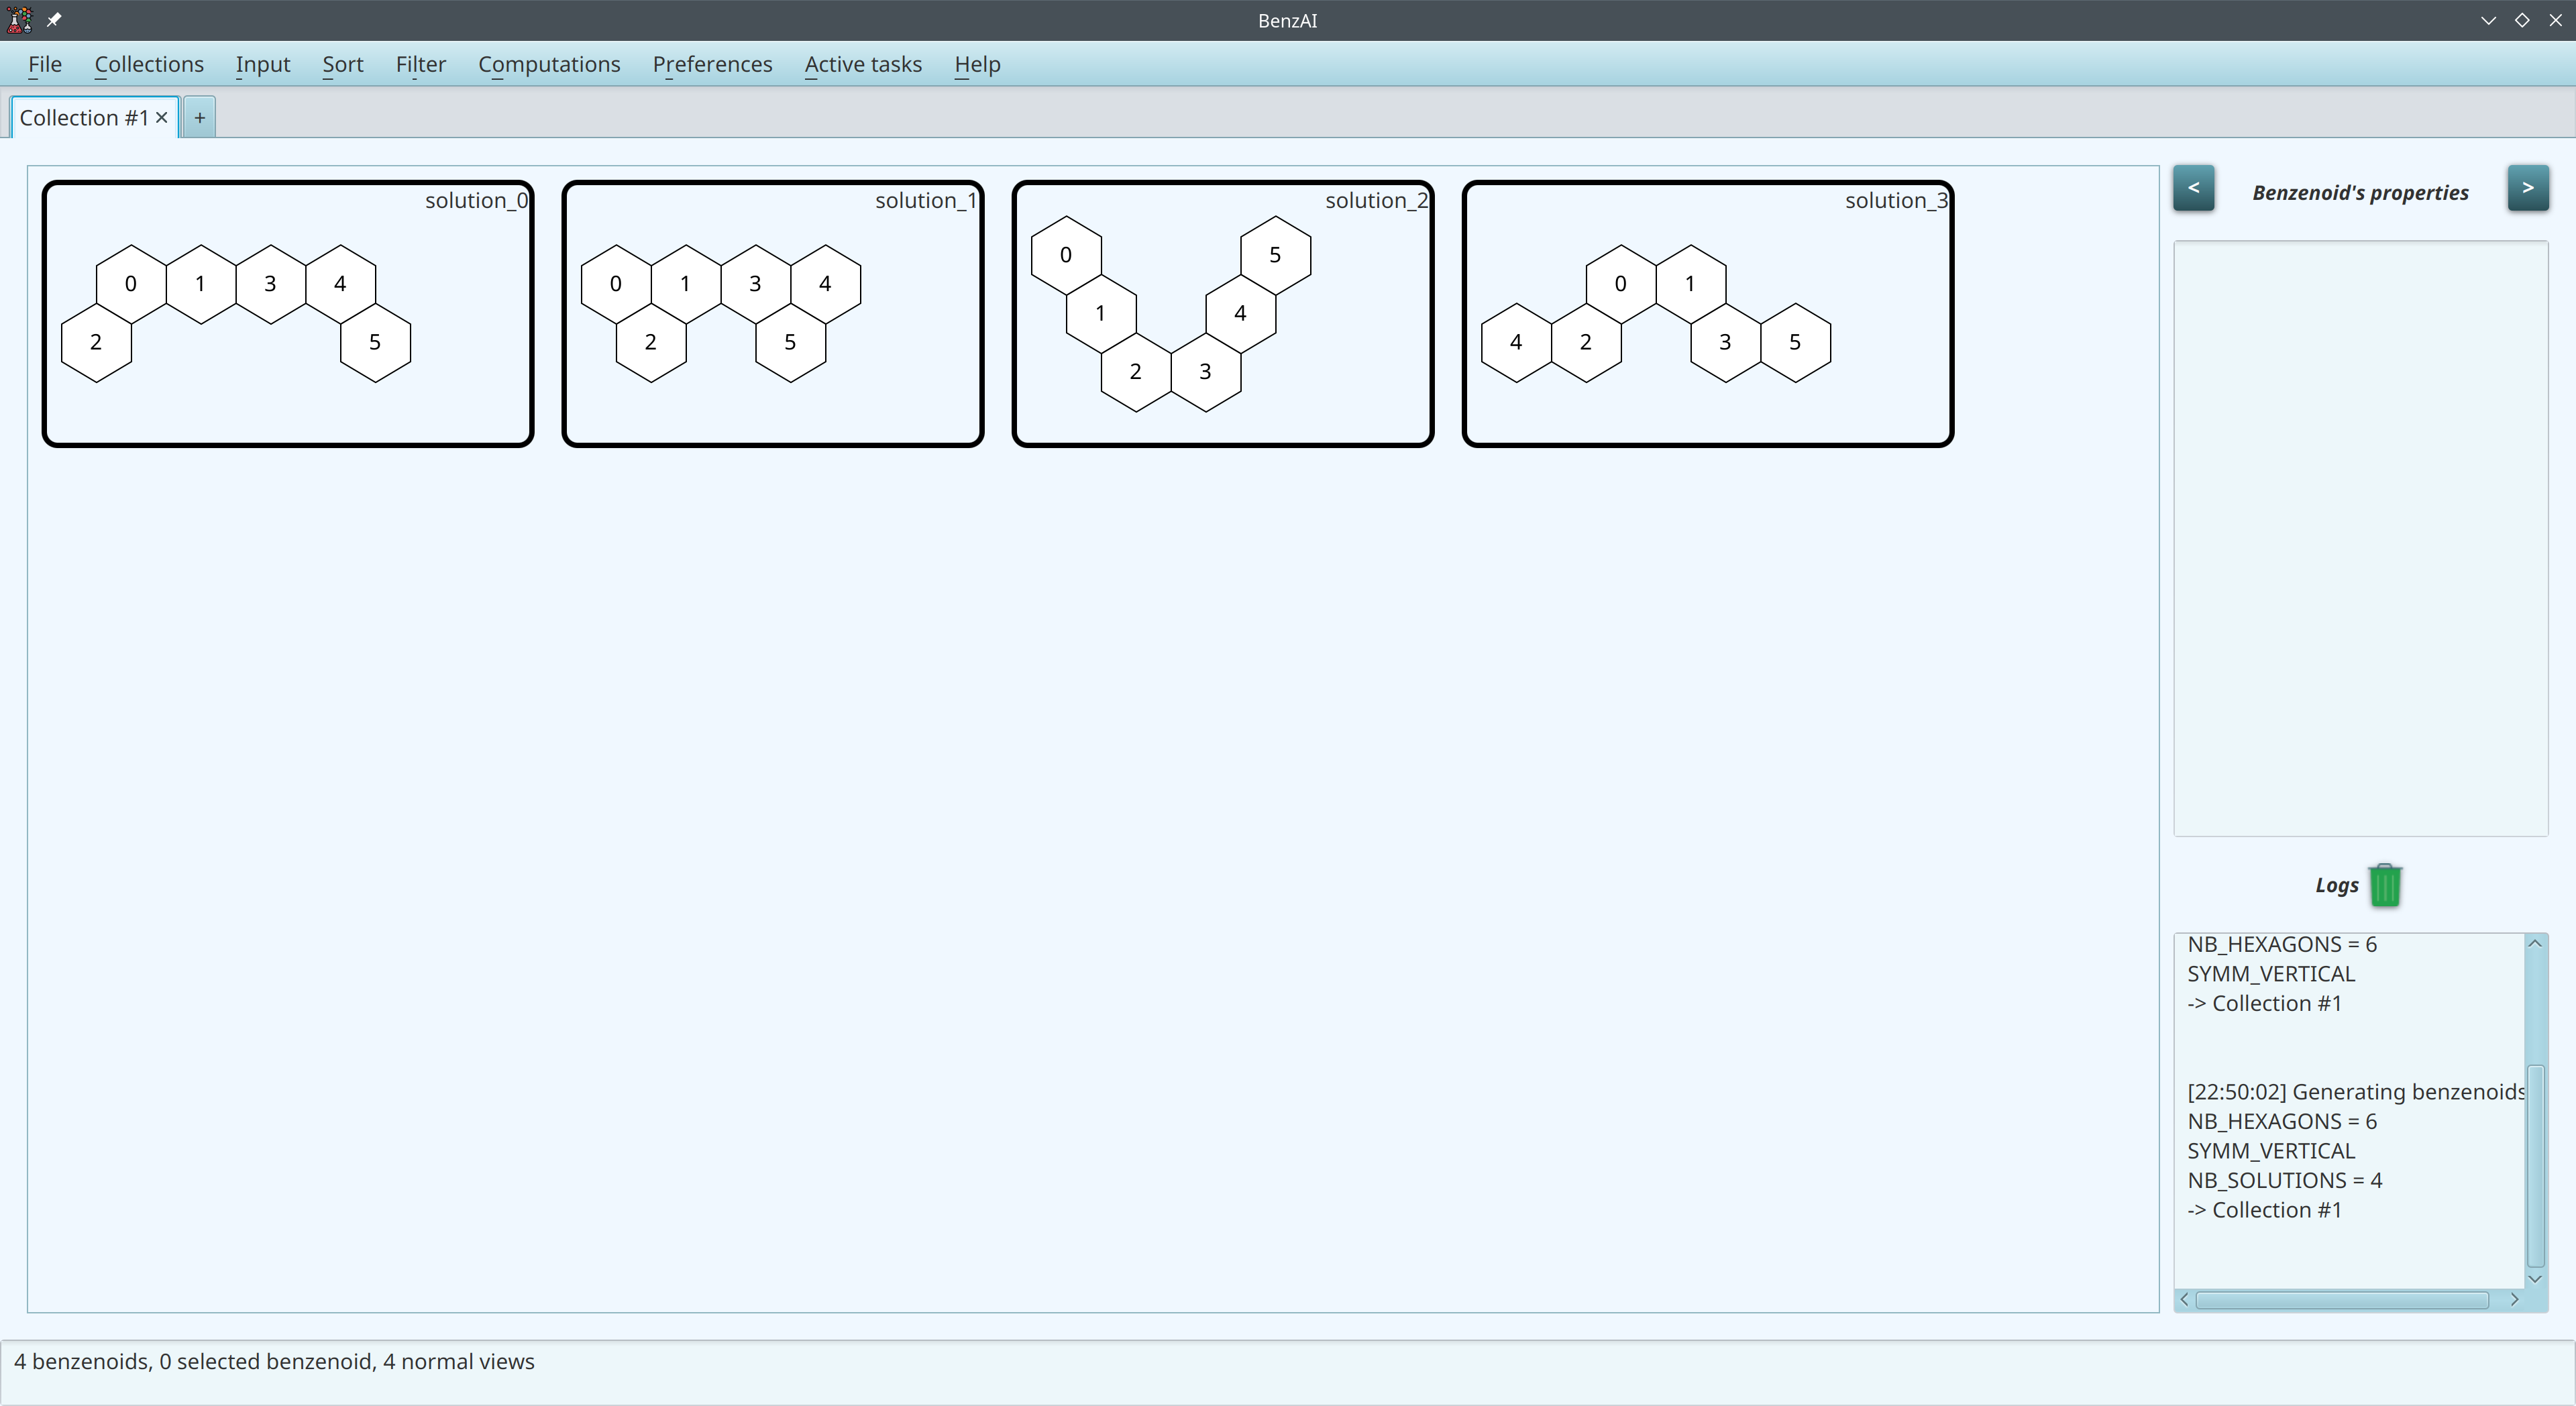 BenzAI
File Collections Input Sort Filter Computations Preferences Active tasks Help
Collection #1 × +
solution_0
0 1 3 4
2 5
solution_1
0 1 3 4
2 5
solution_2
0 5
1 4
2 3
solution_3
0 1
4 2 3 5
< Benzenoid's properties >
Logs
NB_HEXAGONS = 6
SYMM_VERTICAL
-> Collection #1
[22:50:02] Generating benzenoids
NB_HEXAGONS = 6
SYMM_VERTICAL
NB_SOLUTIONS = 4
-> Collection #1
4 benzenoids, 0 selected benzenoid, 4 normal views